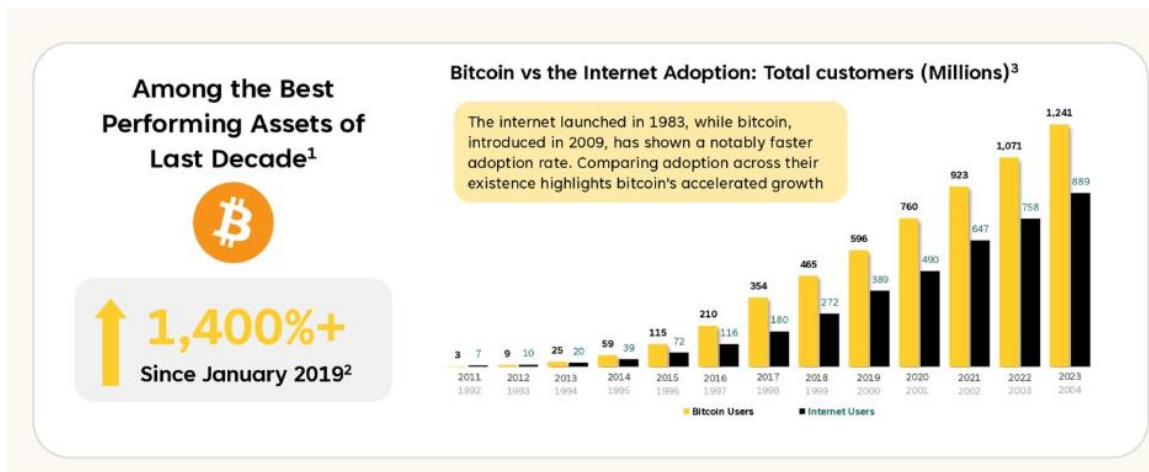 Among the Best
Performing Assets of
Last Decade¹
₿
1,400%+
Since January 2019²
Bitcoin vs the Internet Adoption: Total customers (Millions)³
The internet launched in 1983, while bitcoin,
introduced in 2009, has shown a notably faster
adoption rate. Comparing adoption across their
existence highlights bitcoin's accelerated growth
3 7 9 10 25 20 59 39 115 72 210 116 354 180 465 272 596 389 760 490 923 647 1,071 758 1,241 889
2011 2012 2013 2014 2015 2016 2017 2018 2019 2020 2021 2022 2023
1992 1993 1994 1995 1996 1997 1998 1999 2000 2001 2002 2003 2004
Bitcoin Users Internet Users